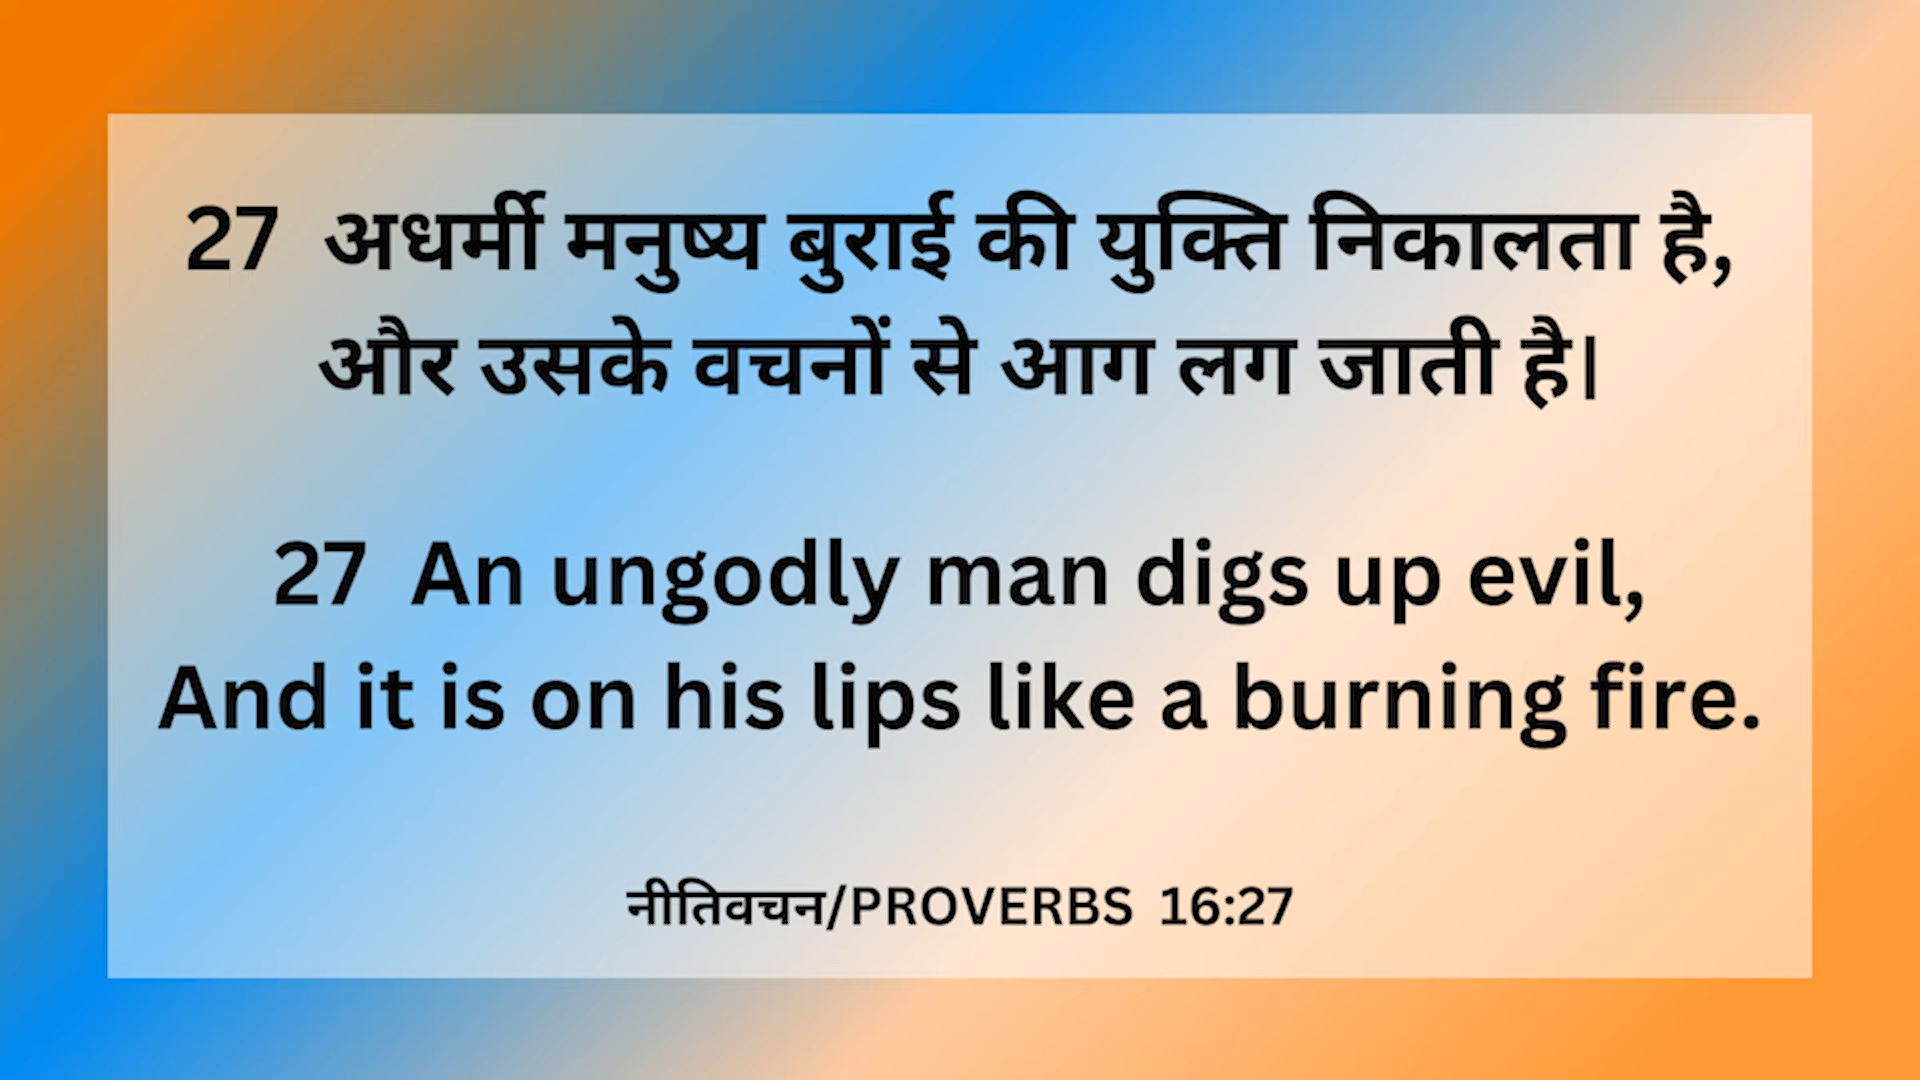 27 अधर्मी मनुष्य बुराई की युक्ति निकालता है,
और उसके वचनों से आग लग जाती है।
27 An ungodly man digs up evil,
And it is on his lips like a burning fire.
नीतिवचन/PROVERBS 16:27